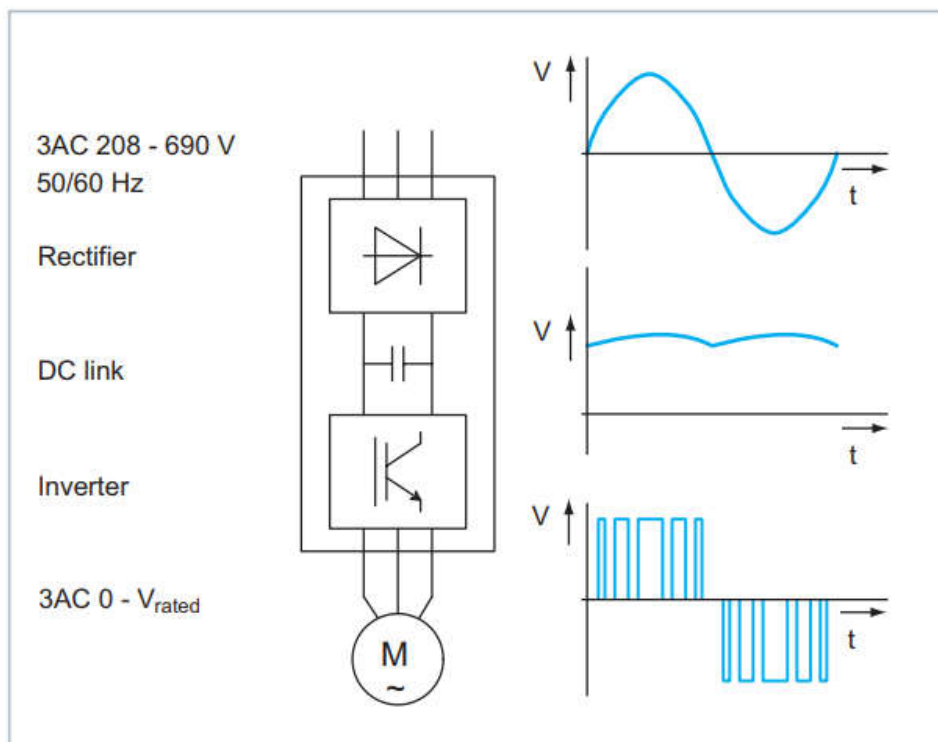 3AC 208 - 690 V
50/60 Hz
Rectifier
DC link
Inverter
3AC 0 - Vrated
M
~
V
t
V
t
V
t